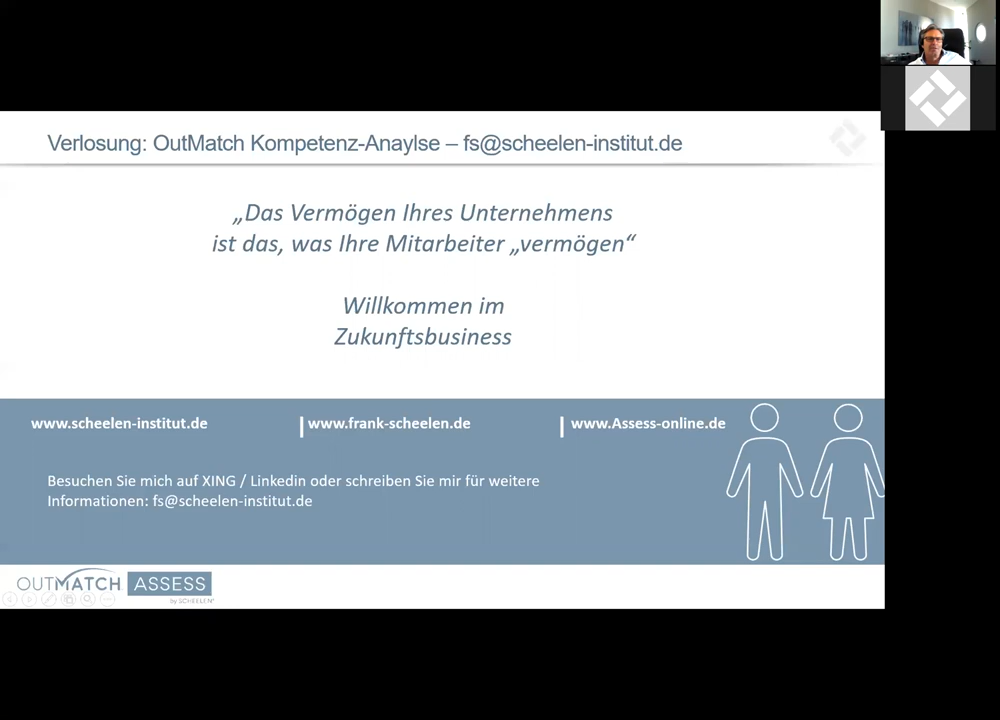 Verlosung: OutMatch Kompetenz-Anaylse – fs@scheelen-institut.de
„Das Vermögen Ihres Unternehmens
ist das, was Ihre Mitarbeiter „vermögen“
Willkommen im
Zukunftsbusiness
www.scheelen-institut.de
www.frank-scheelen.de
www.Assess-online.de
Besuchen Sie mich auf XING / Linkedin oder schreiben Sie mir für weitere
Informationen: fs@scheelen-institut.de
OUTMATCH ASSESS
by SCHEELEN®